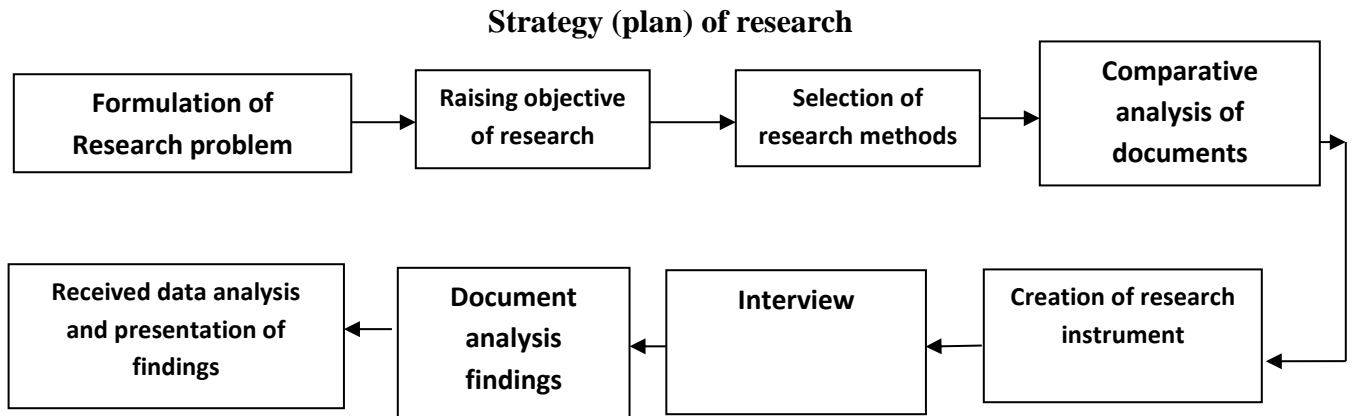 Strategy (plan) of research
Formulation of
Research problem
Raising objective
of research
Selection of
research methods
Comparative
analysis of
documents
Creation of research
instrument
Interview
Document
analysis
findings
Received data analysis
and presentation of
findings